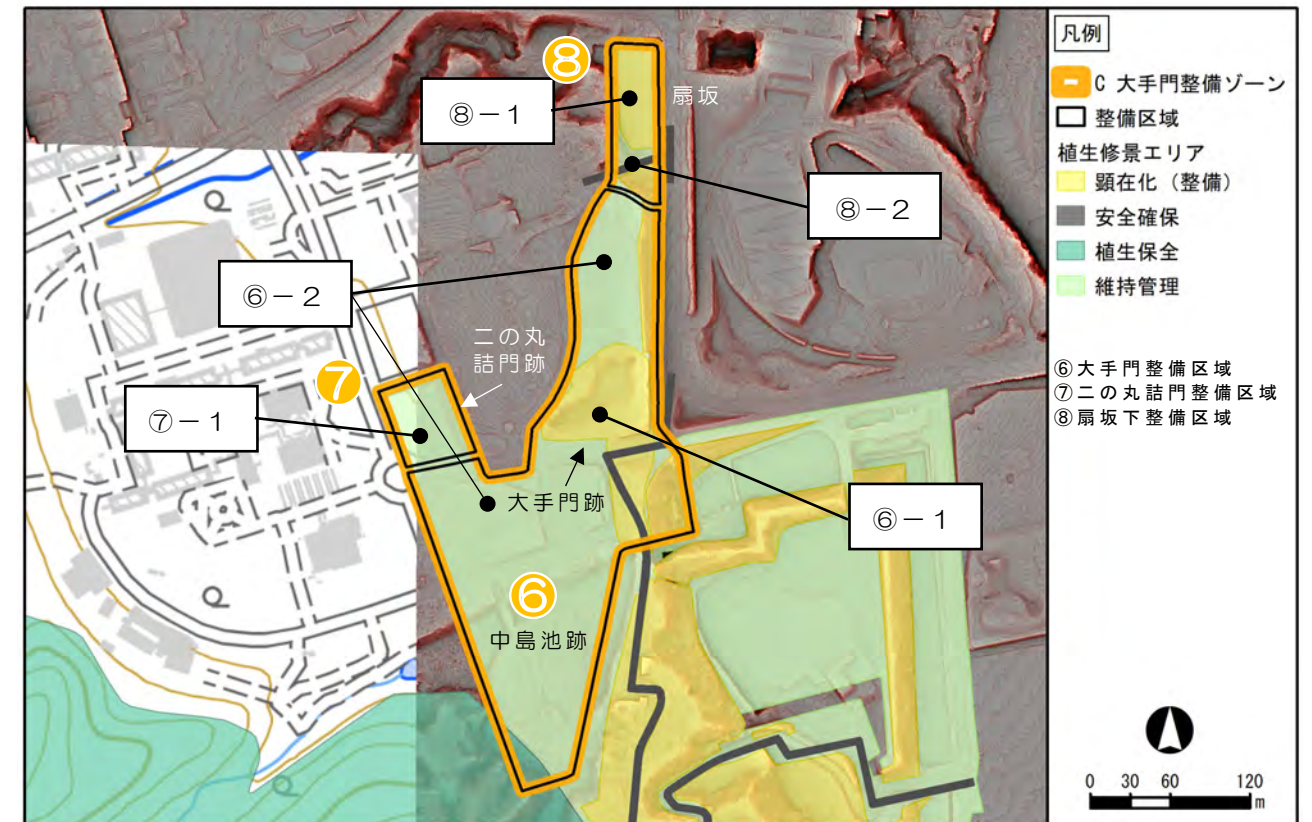 ⑧
扇坂
⑧－1
⑧－2
⑥－2
二の丸
詰門跡
⑦
⑦－1
大手門跡
⑥－1
⑥
中島池跡
凡例
C 大手門整備ゾーン
整備区域
植生修景エリア
顕在化（整備）
安全確保
植生保全
維持管理
⑥大手門整備区域
⑦二の丸詰門整備区域
⑧扇坂下整備区域
0 30 60 120
m